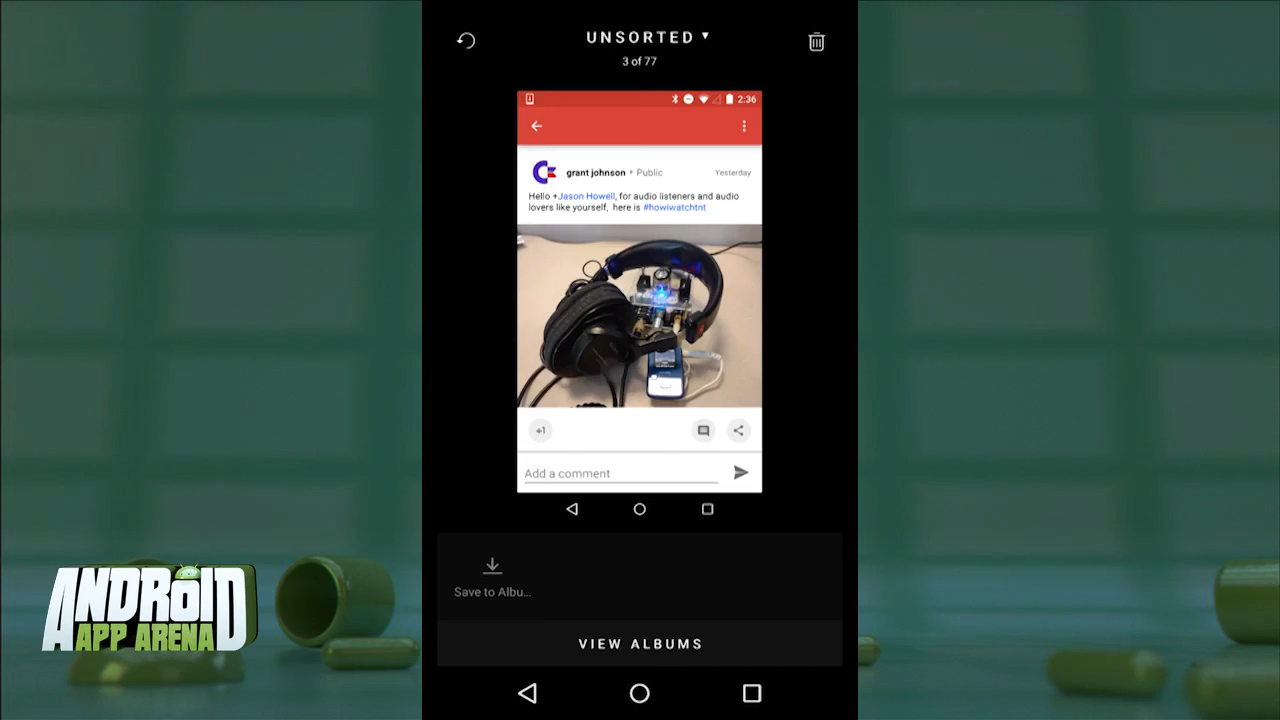 UNSORTED
3 of 77
2:36
grant johnson ▸ Public
Yesterday
Hello +Jason Howell, for audio listeners and audio
lovers like yourself, here is #howiwatchtnt
+1
Add a comment
Save to Albu...
VIEW ALBUMS
ANDROID
APP ARENA